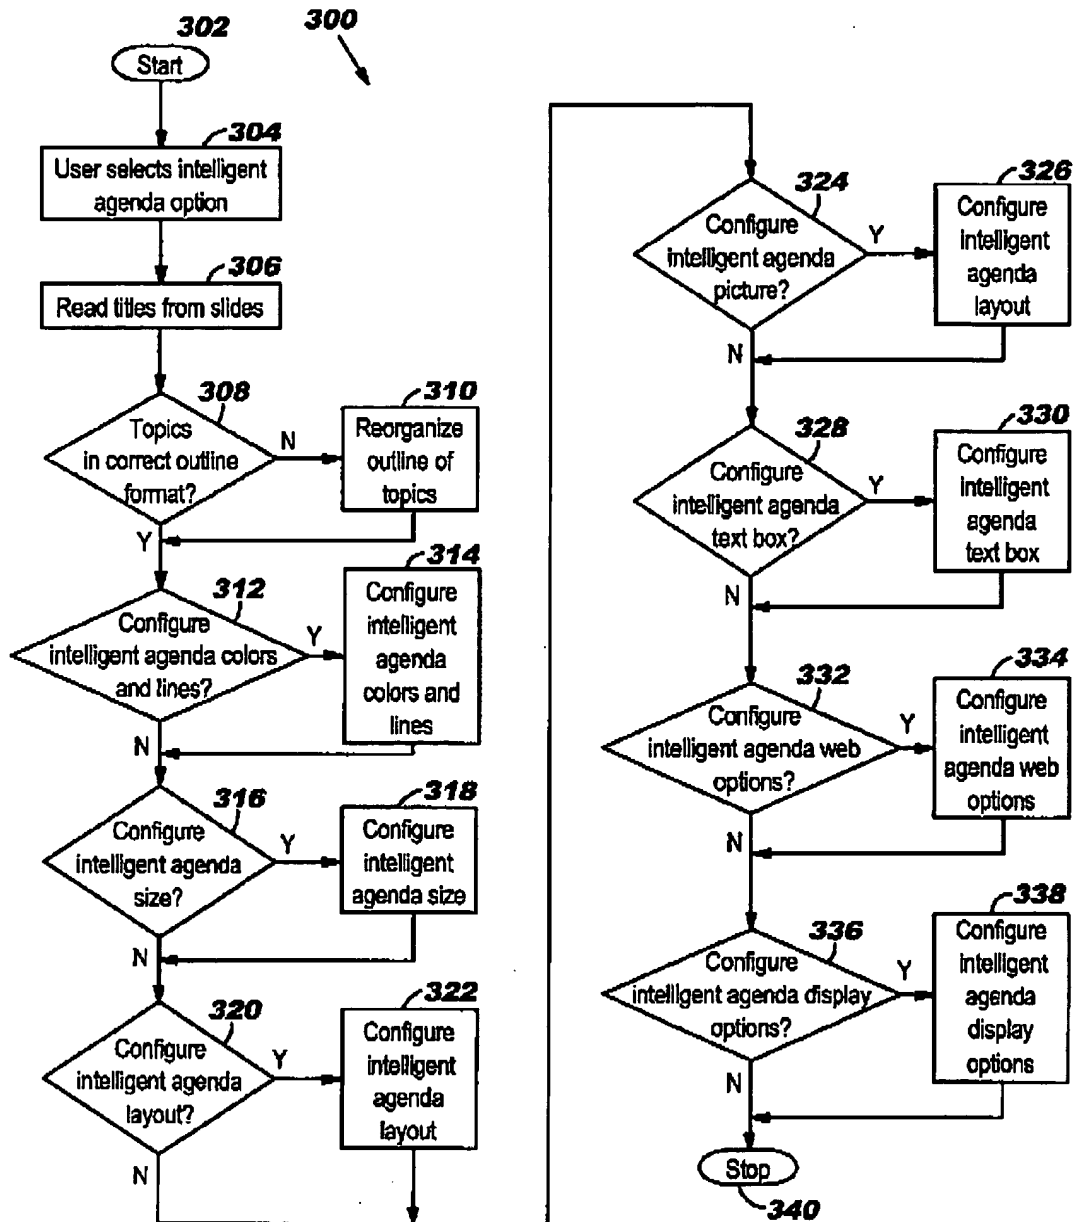 300
302
Start
304
User selects intelligent
agenda option
306
Read titles from slides
308
Topics
in correct outline
format?
N
Y
310
Reorganize
outline of
topics
312
Configure
intelligent agenda colors
and lines?
Y
N
314
Configure
intelligent
agenda
colors and
lines
316
Configure
intelligent agenda
size?
Y
N
318
Configure
intelligent
agenda size
320
Configure
intelligent agenda
layout?
Y
N
322
Configure
intelligent
agenda
layout
324
Configure
intelligent agenda
picture?
Y
N
326
Configure
intelligent
agenda
layout
328
Configure
intelligent agenda
text box?
Y
N
330
Configure
intelligent
agenda
text box
332
Configure
intelligent agenda web
options?
Y
N
334
Configure
intelligent
agenda web
options
336
Configure
intelligent agenda display
options?
Y
N
338
Configure
intelligent
agenda
display
options
Stop
340